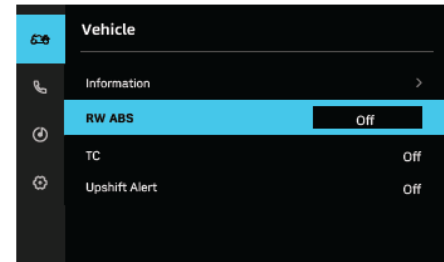 Vehicle
Information
RW ABS Off
TC Off
Upshift Alert Off